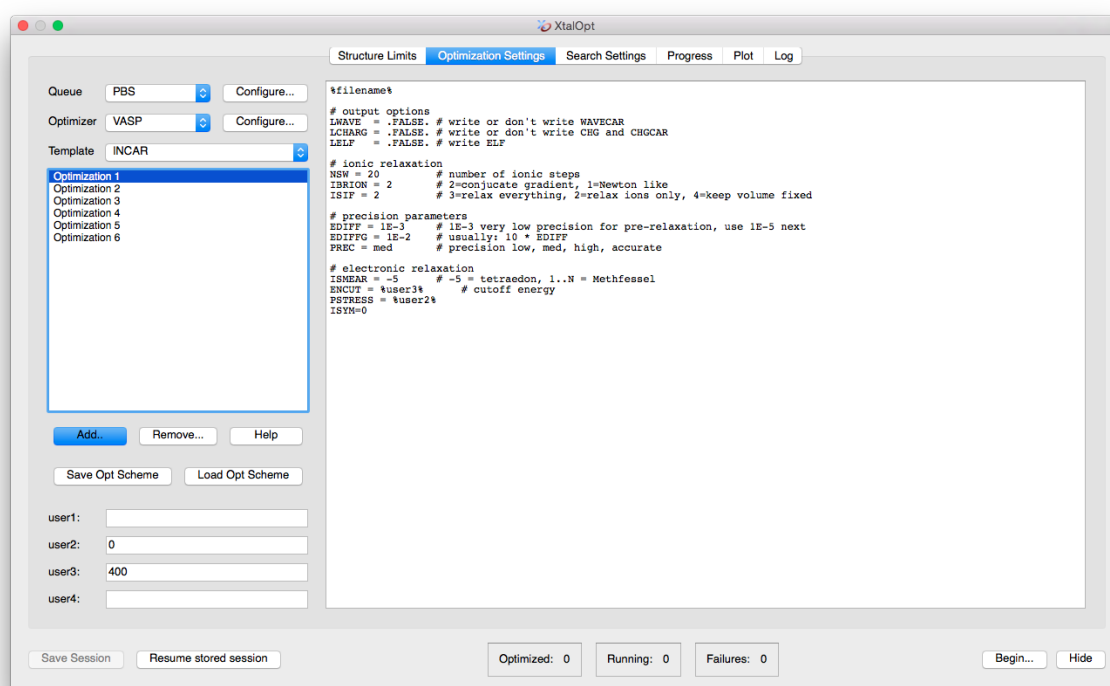 XtalOpt
Structure Limits Optimization Settings Search Settings Progress Plot Log
Queue PBS Configure...
Optimizer VASP Configure...
Template INCAR
Optimization 1
Optimization 2
Optimization 3
Optimization 4
Optimization 5
Optimization 6
Add.. Remove... Help
Save Opt Scheme Load Opt Scheme
user1:
user2: 0
user3: 400
user4:
%filename%
# output options
LWAVE = .FALSE. # write or don't write WAVECAR
LCHARG = .FALSE. # write or don't write CHG and CHGCAR
LELF = .FALSE. # write ELF
# ionic relaxation
NSW = 20 # number of ionic steps
IBRION = 2 # 2=conjucate gradient, 1=Newton like
ISIF = 2 # 3=relax everything, 2=relax ions only, 4=keep volume fixed
# precision parameters
EDIFF = 1E-3 # 1E-3 very low precision for pre-relaxation, use 1E-5 next
EDIFFG = 1E-2 # usually: 10 * EDIFF
PREC = med # precision low, med, high, accurate
# electronic relaxation
ISMEAR = -5 # -5 = tetraedon, 1..N = Methfessel
ENCUT = %user3% # cutoff energy
PSTRESS = %user2%
ISYM=0
Save Session Resume stored session Optimized: 0 Running: 0 Failures: 0 Begin... Hide